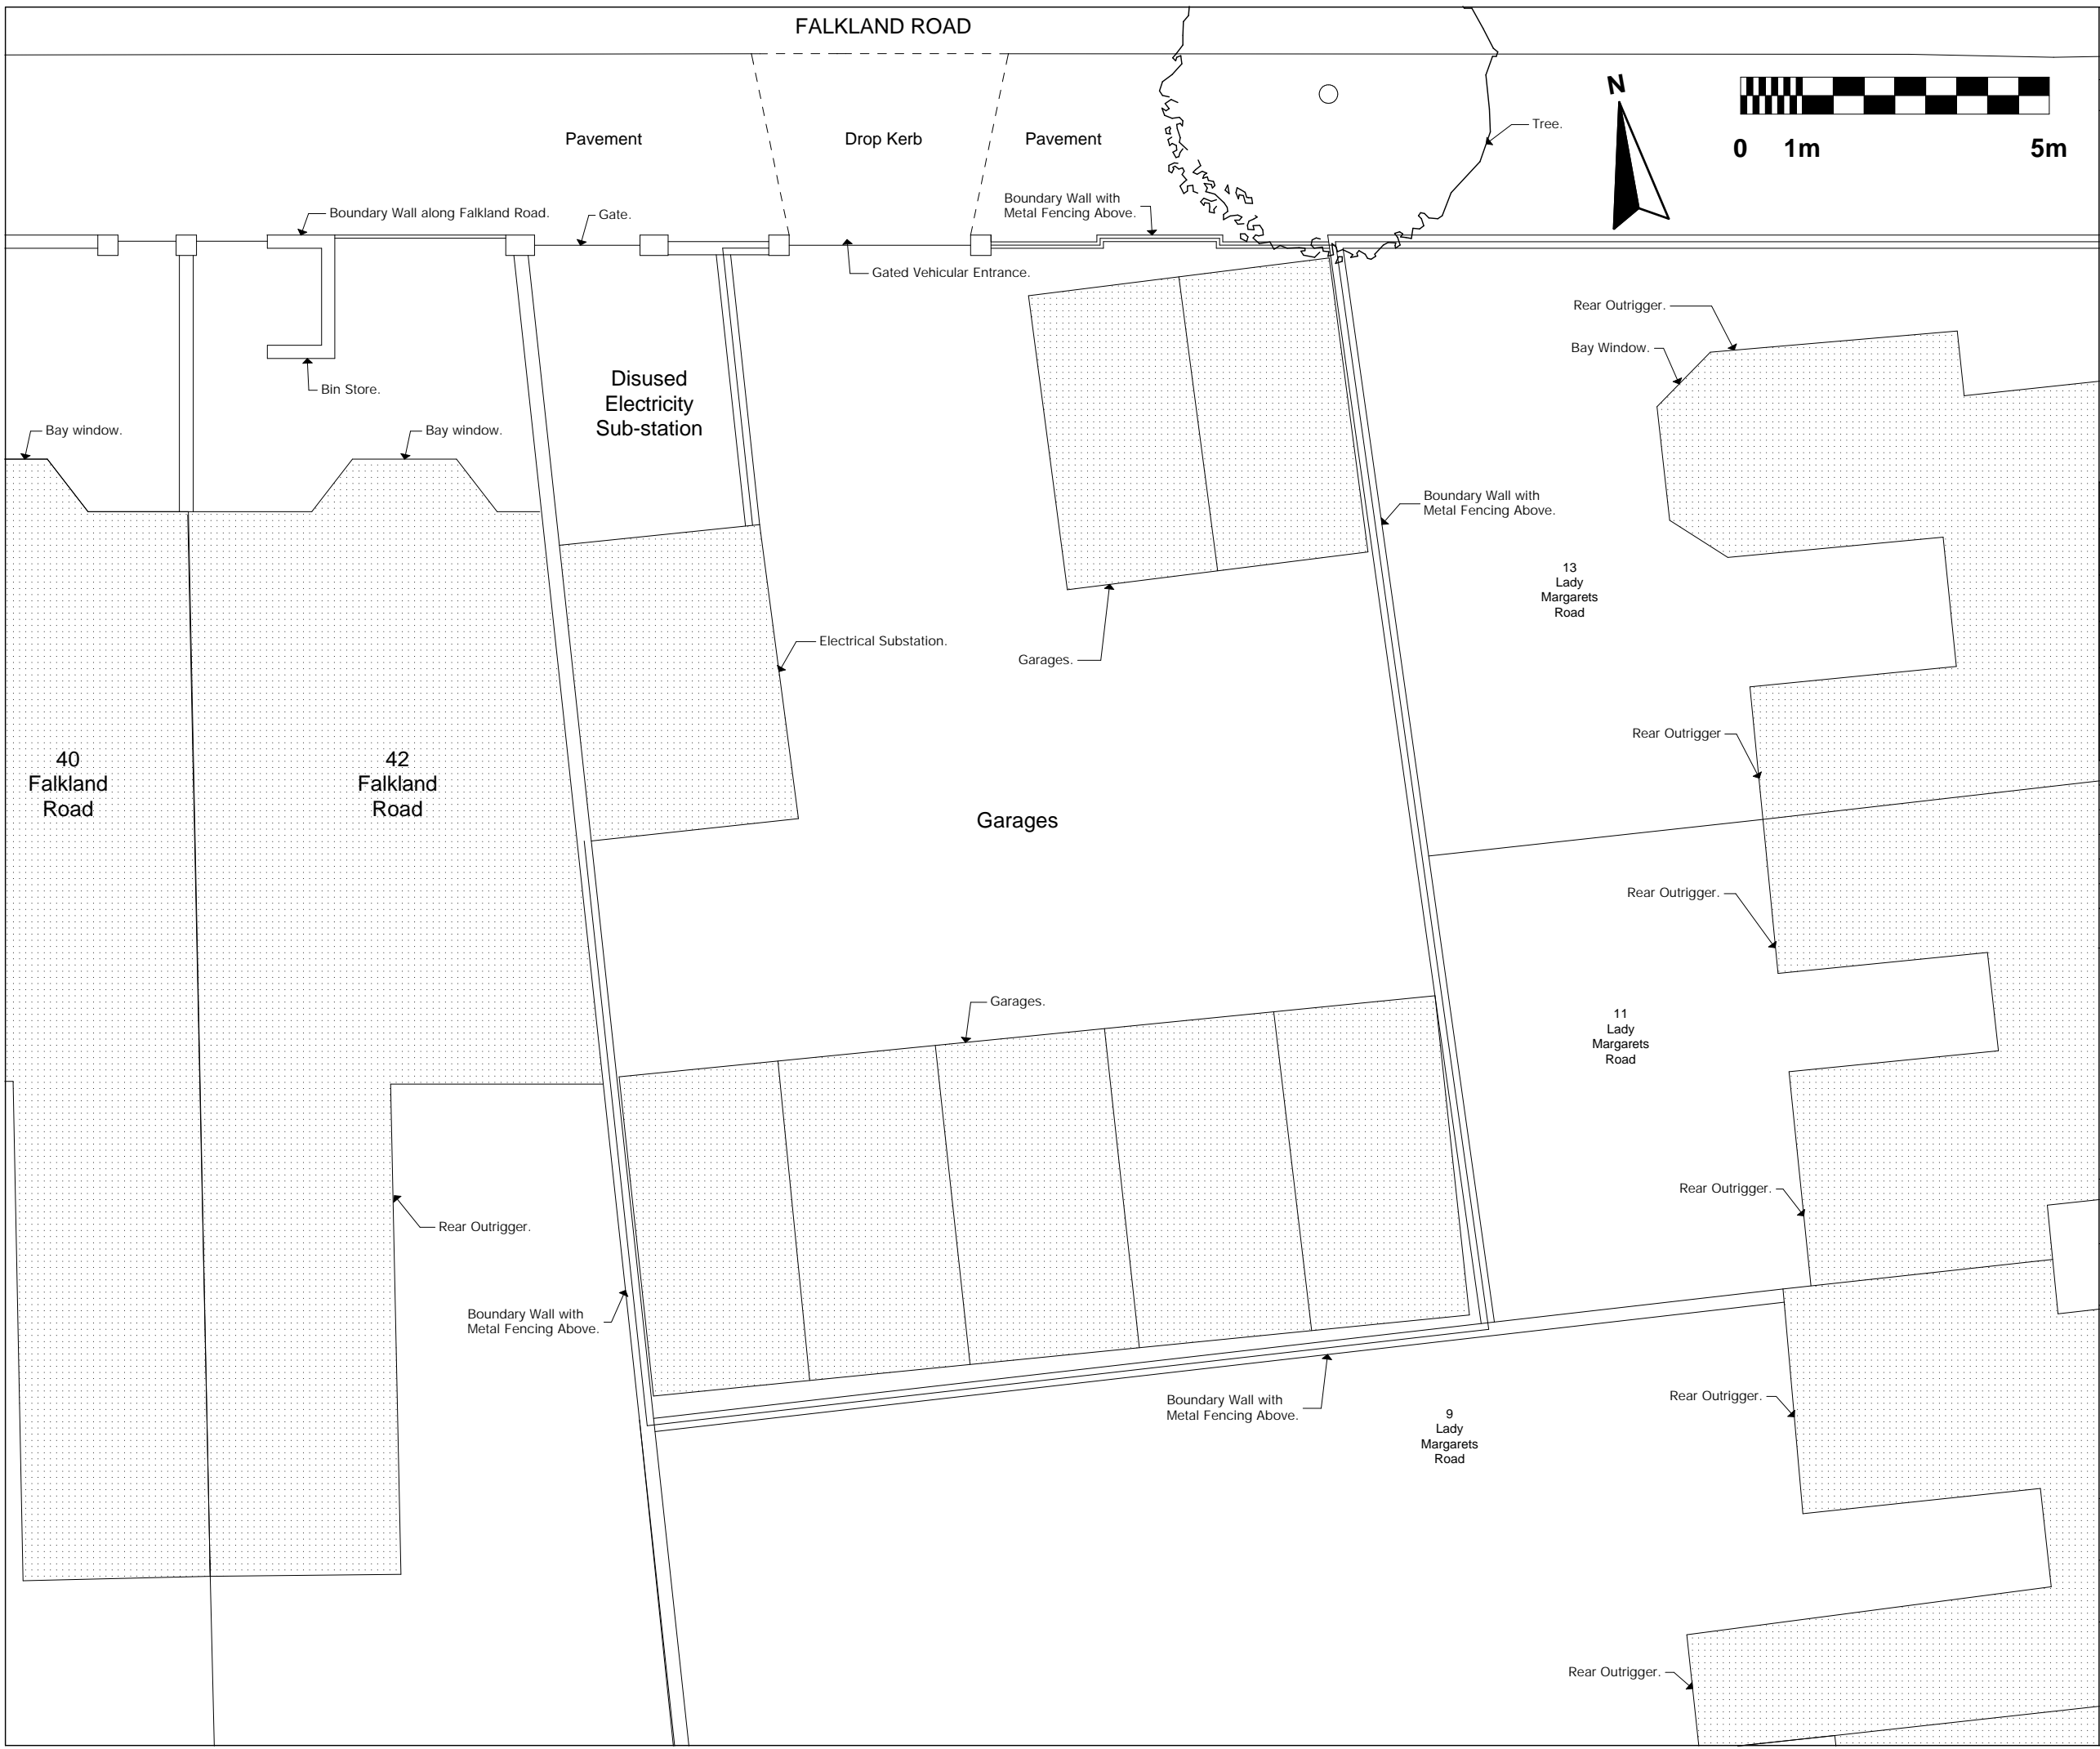 FALKLAND ROAD
N
Tree.
Pavement
Drop Kerb
Pavement
0 1m 5m
Boundary Wall with
Metal Fencing Above.
Boundary Wall along Falkland Road.
Gate.
Gated Vehicular Entrance.
Rear Outrigger.
Bay Window.
Disused
Electricity
Sub-station
Bin Store.
Bay window.
Bay window.
Boundary Wall with
Metal Fencing Above.
13
Lady
Margarets
Road
Electrical Substation.
Garages.
Rear Outrigger
40
Falkland
Road
42
Falkland
Road
Garages
Rear Outrigger.
Garages.
11
Lady
Margarets
Road
Rear Outrigger.
Rear Outrigger.
Boundary Wall with
Metal Fencing Above.
Boundary Wall with
Metal Fencing Above.
Rear Outrigger.
9
Lady
Margarets
Road
Rear Outrigger.